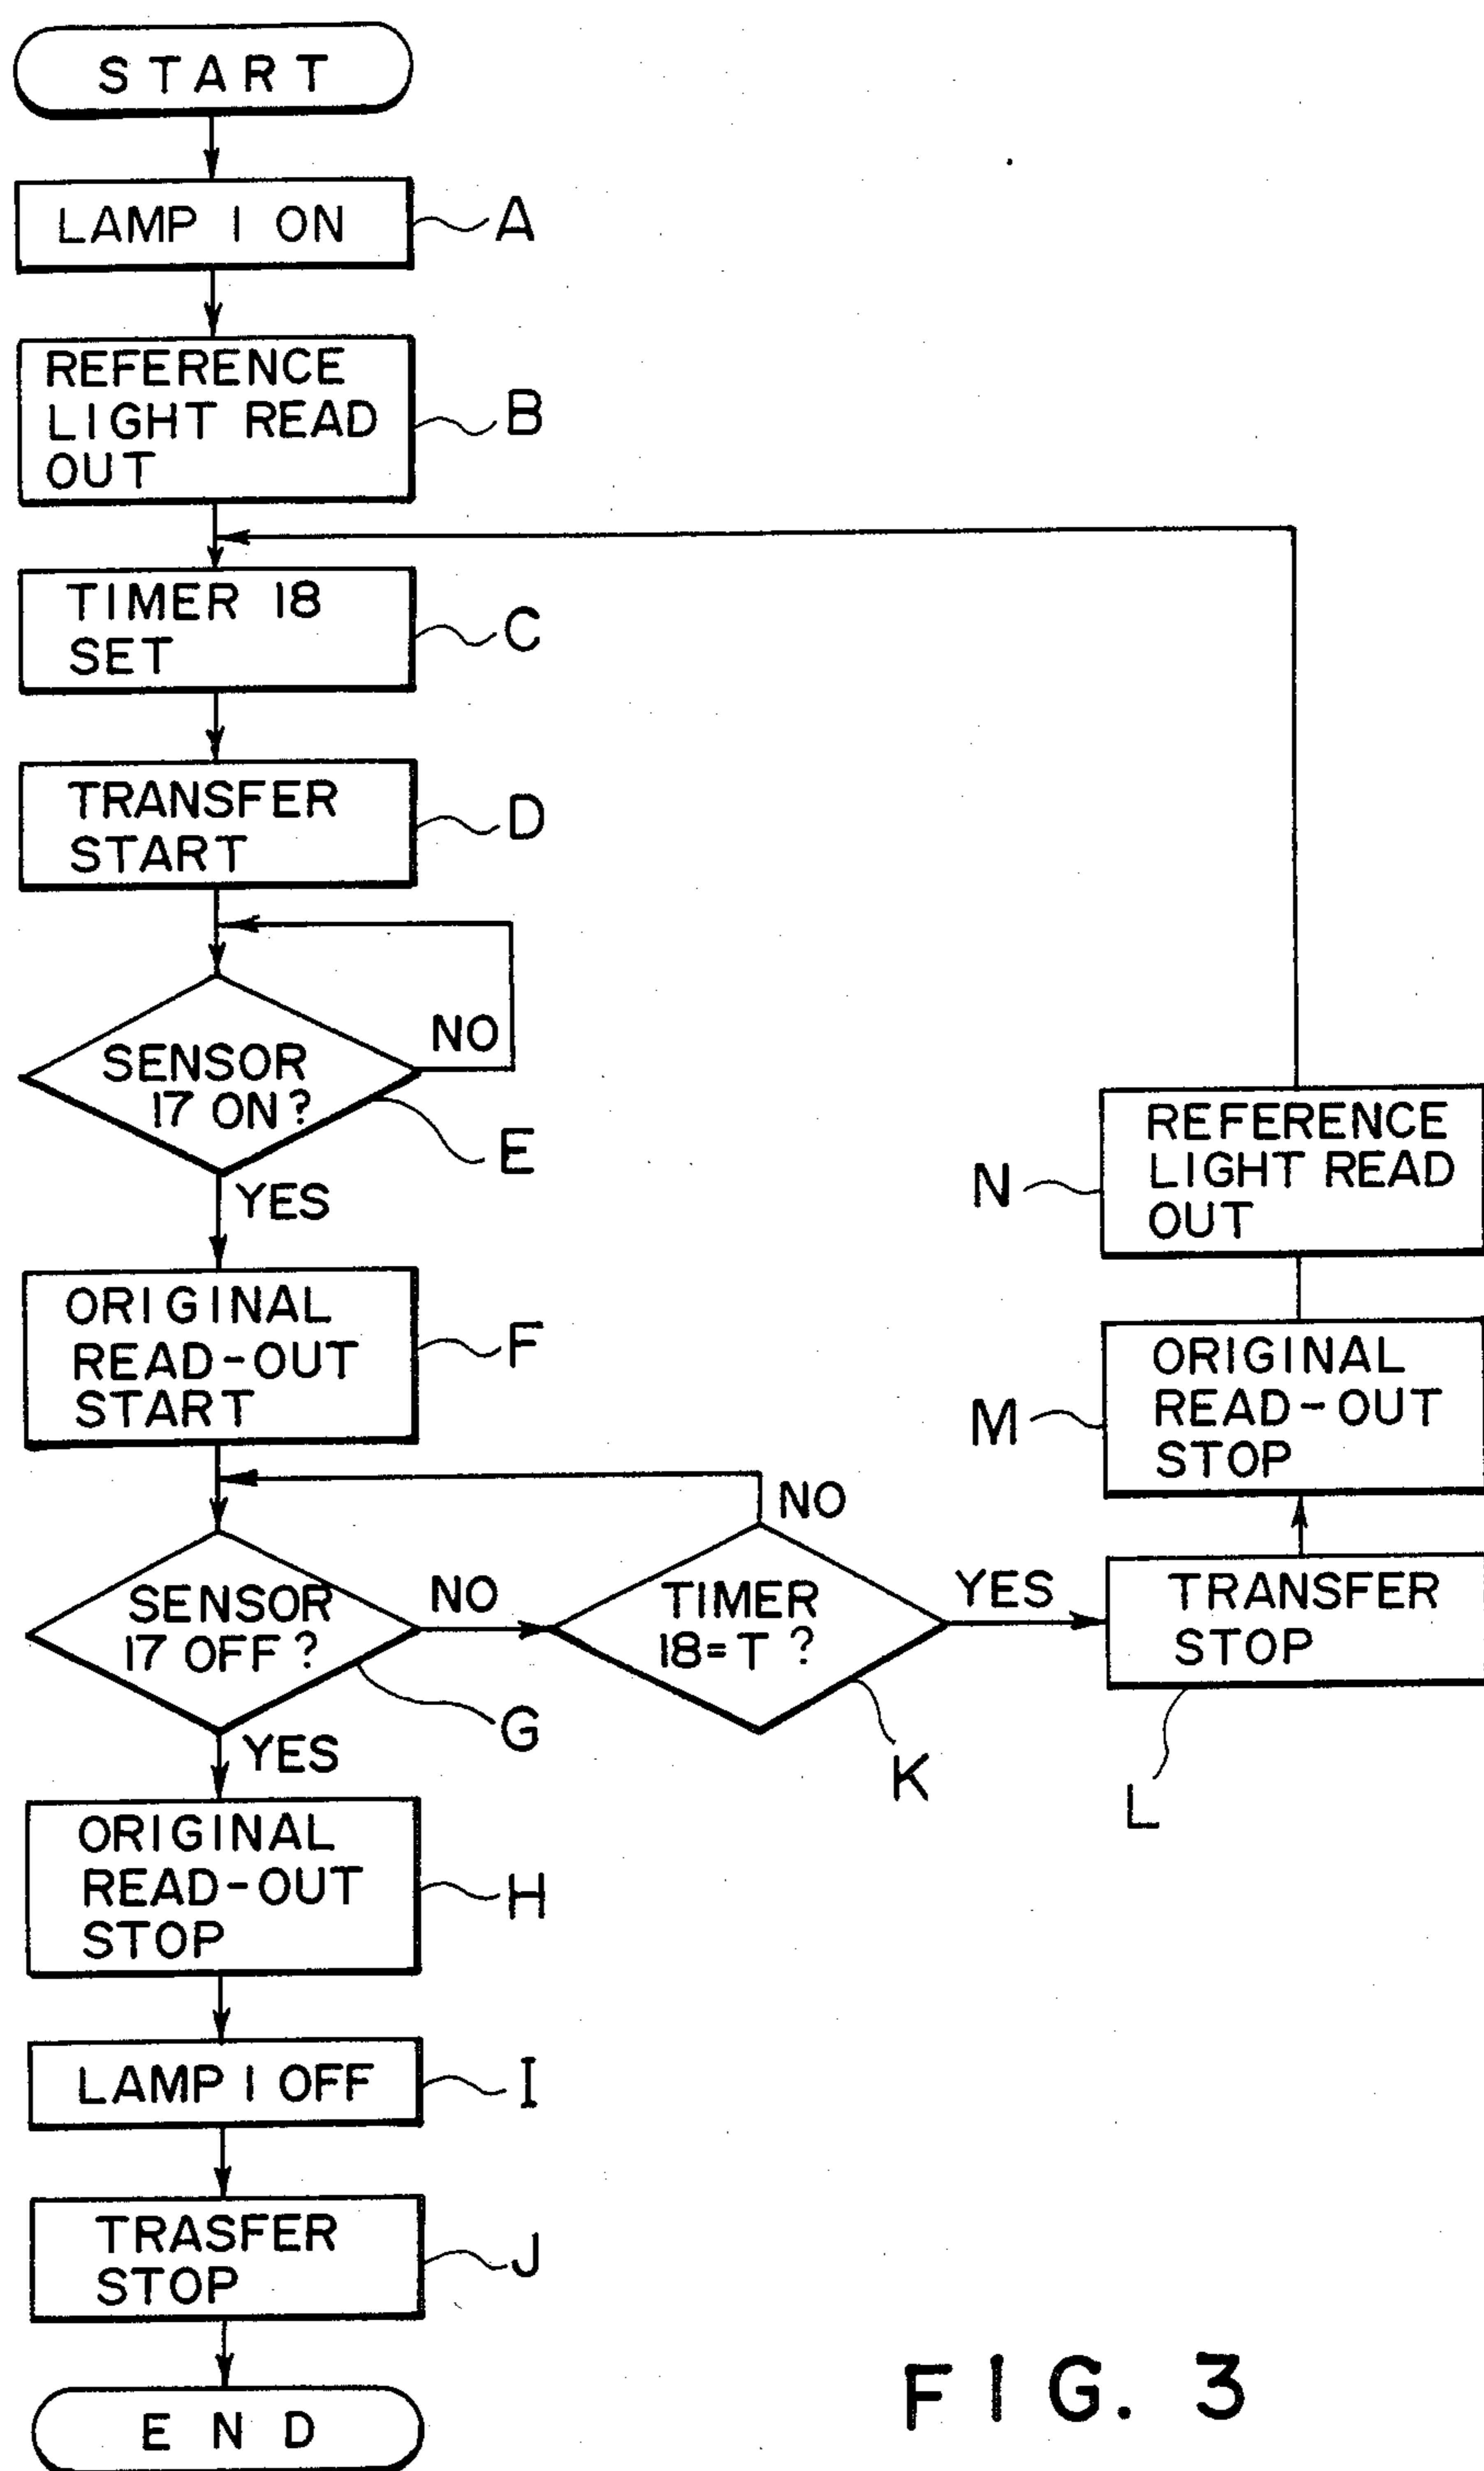 START
LAMP 1 ON
A
REFERENCE
LIGHT READ
OUT
B
TIMER 18
SET
C
TRANSFER
START
D
SENSOR
17 ON?
NO
E
YES
ORIGINAL
READ-OUT
START
F
SENSOR
17 OFF?
NO
G
YES
TIMER
18=T?
NO
YES
K
TRANSFER
STOP
L
ORIGINAL
READ-OUT
STOP
M
REFERENCE
LIGHT READ
OUT
N
ORIGINAL
READ-OUT
STOP
H
LAMP 1 OFF
I
TRASFER
STOP
J
END
FIG. 3